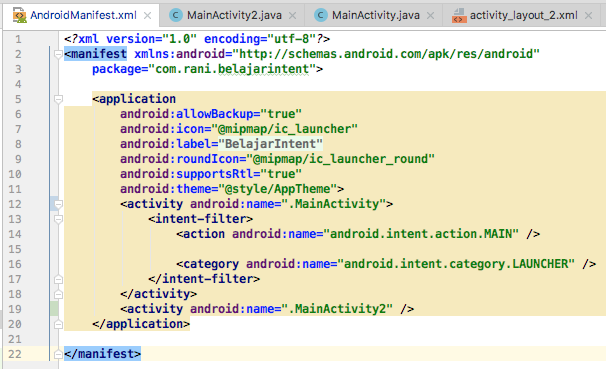 AndroidManifest.xml MainActivity2.java MainActivity.java activity_layout_2.xml
1 <?xml version="1.0" encoding="utf-8"?>
2 <manifest xmlns:android="http://schemas.android.com/apk/res/android"
3 package="com.rani.belajarintent">
4
5 <application
6 android:allowBackup="true"
7 android:icon="@mipmap/ic_launcher"
8 android:label="BelajarIntent"
9 android:roundIcon="@mipmap/ic_launcher_round"
10 android:supportsRtl="true"
11 android:theme="@style/AppTheme">
12 <activity android:name=".MainActivity">
13 <intent-filter>
14 <action android:name="android.intent.action.MAIN" />
15
16 <category android:name="android.intent.category.LAUNCHER" />
17 </intent-filter>
18 </activity>
19 <activity android:name=".MainActivity2" />
20 </application>
21
22 </manifest>